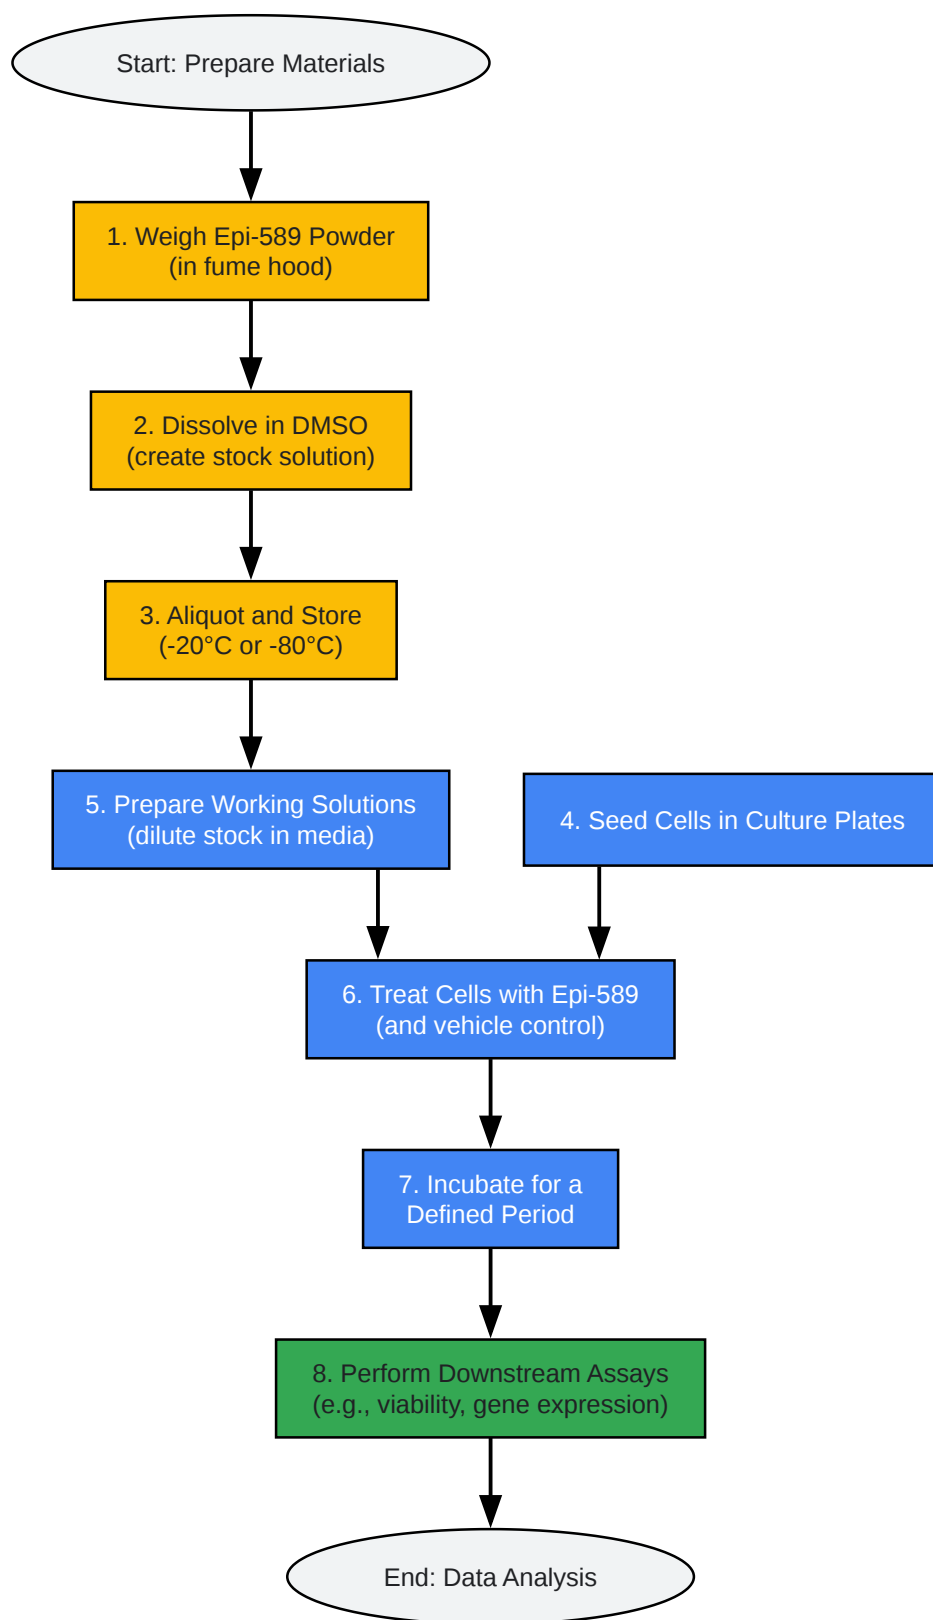 Start: Prepare Materials
1. Weigh Epi-589 Powder
(in fume hood)
2. Dissolve in DMSO
(create stock solution)
3. Aliquot and Store
(-20°C or -80°C)
5. Prepare Working Solutions
(dilute stock in media)
4. Seed Cells in Culture Plates
6. Treat Cells with Epi-589
(and vehicle control)
7. Incubate for a
Defined Period
8. Perform Downstream Assays
(e.g., viability, gene expression)
End: Data Analysis